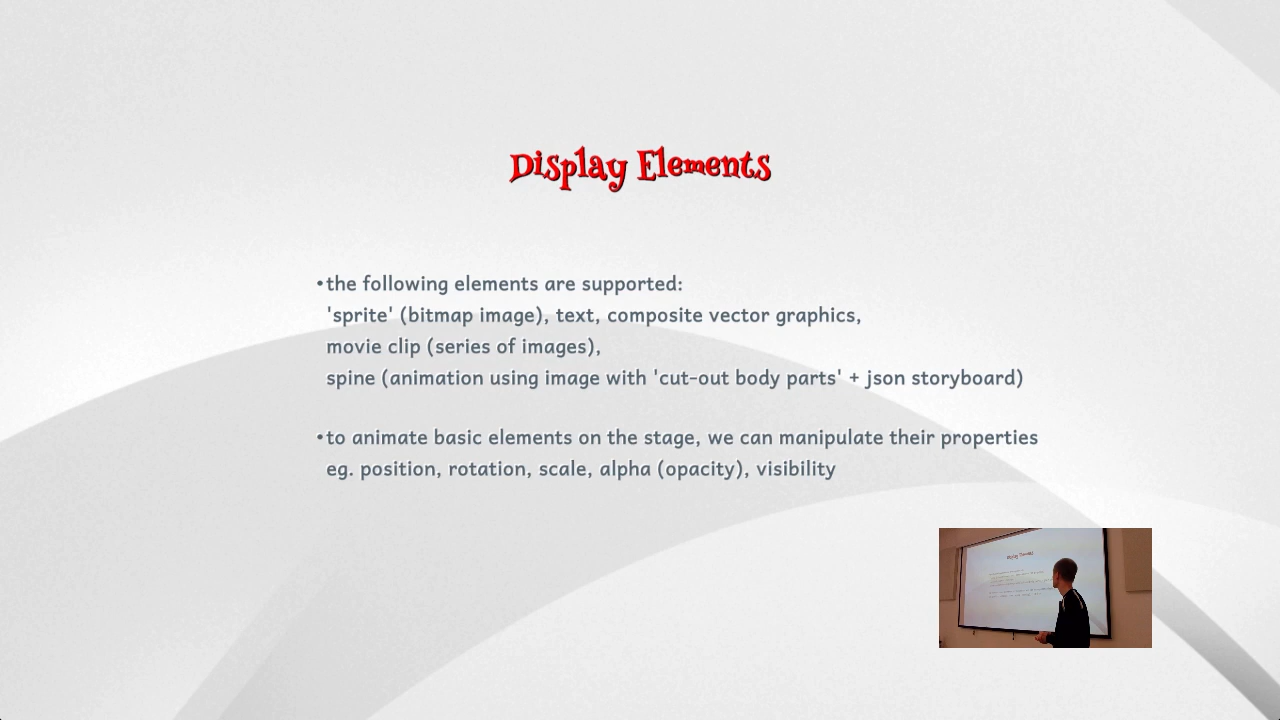 Display Elements
•the following elements are supported:
'sprite' (bitmap image), text, composite vector graphics,
movie clip (series of images),
spine (animation using image with 'cut-out body parts' + json storyboard)
•to animate basic elements on the stage, we can manipulate their properties
eg. position, rotation, scale, alpha (opacity), visibility
Display Elements